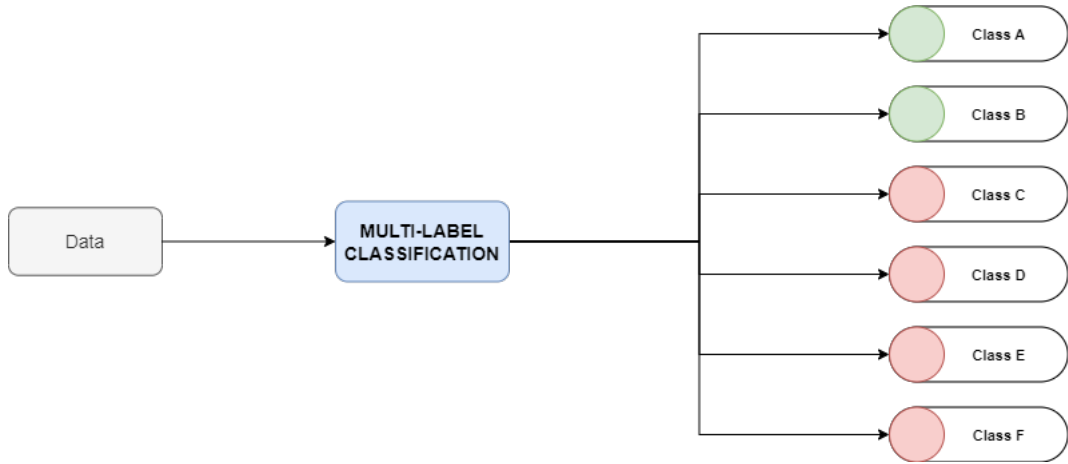 Data
MULTI-LABEL
CLASSIFICATION
Class A
Class B
Class C
Class D
Class E
Class F